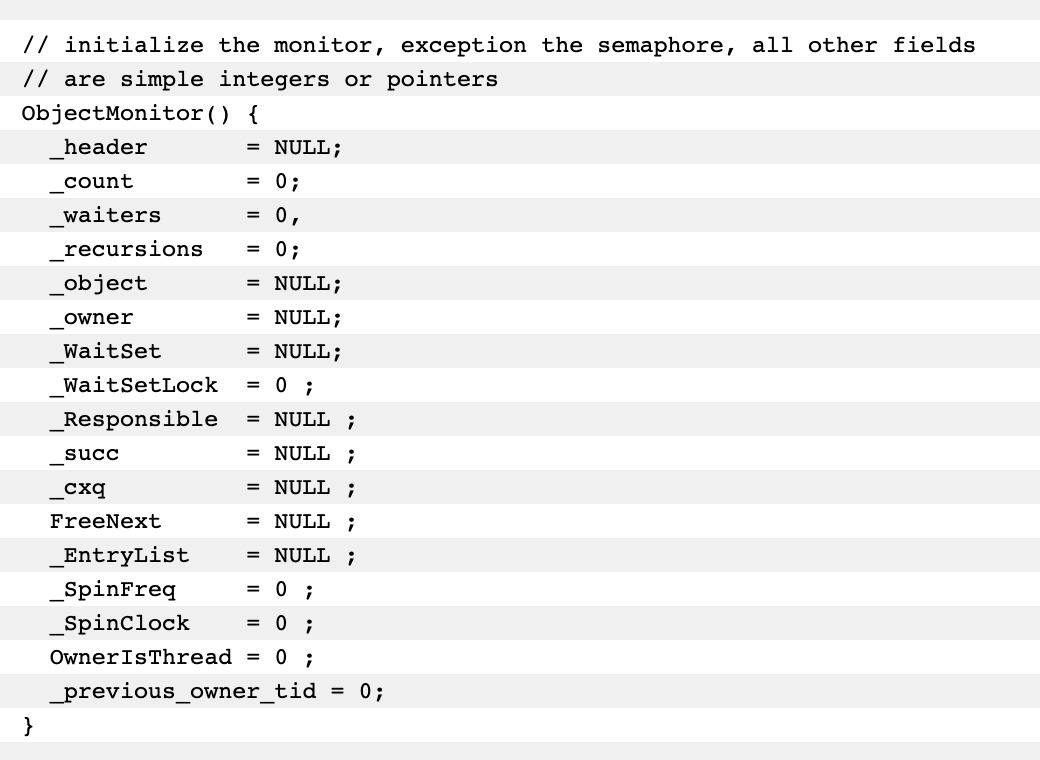 // initialize the monitor, exception the semaphore, all other fields
// are simple integers or pointers
ObjectMonitor() {
  _header       = NULL;
  _count        = 0;
  _waiters      = 0,
  _recursions   = 0;
  _object       = NULL;
  _owner        = NULL;
  _WaitSet      = NULL;
  _WaitSetLock  = 0 ;
  _Responsible  = NULL ;
  _succ         = NULL ;
  _cxq          = NULL ;
  FreeNext      = NULL ;
  _EntryList    = NULL ;
  _SpinFreq     = 0 ;
  _SpinClock    = 0 ;
  OwnerIsThread = 0 ;
  _previous_owner_tid = 0;
}